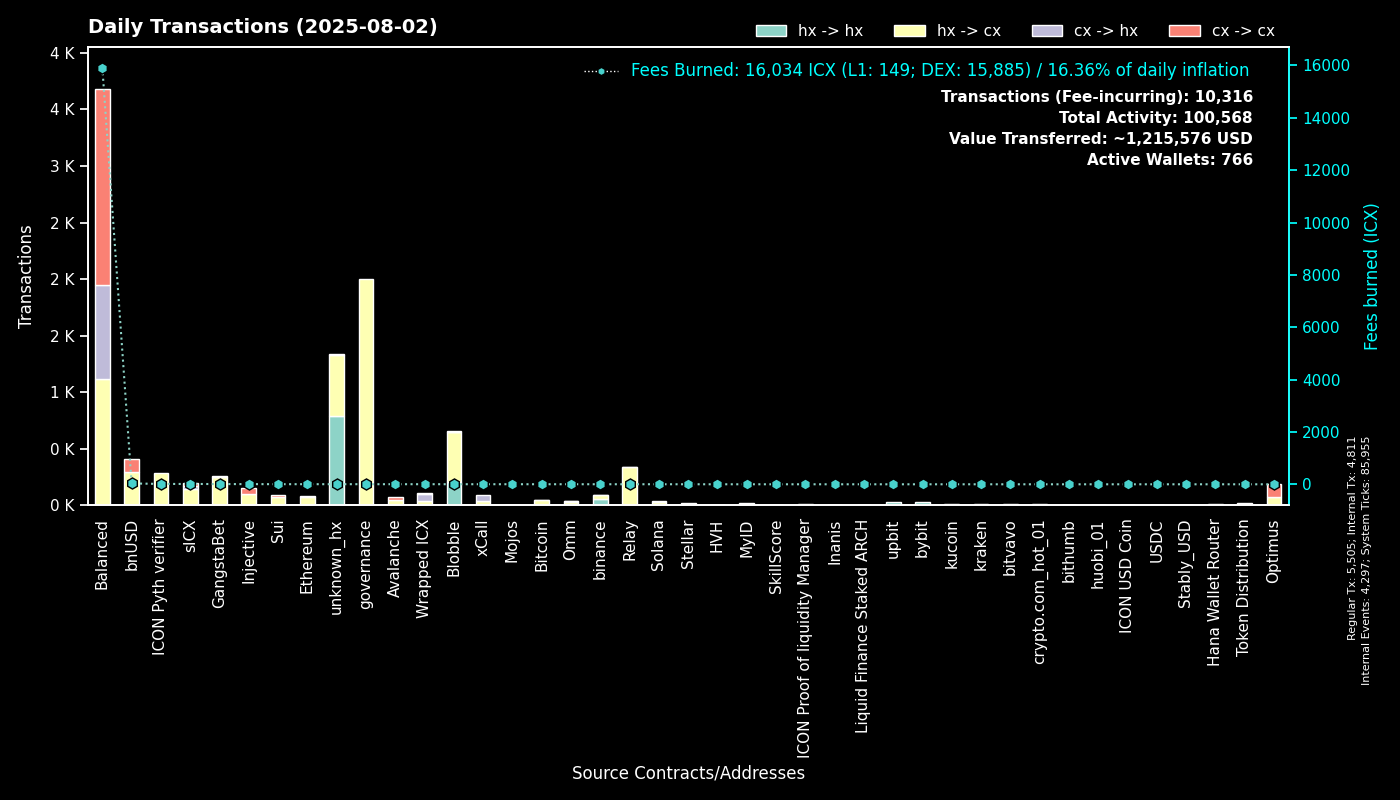 Daily Transactions (2025-08-02)
hx -> hx
hx -> cx
cx -> hx
cx -> cx
Fees Burned: 16,034 ICX (L1: 149; DEX: 15,885) / 16.36% of daily inflation
Transactions (Fee-incurring): 10,316
Total Activity: 100,568
Value Transferred: ~1,215,576 USD
Active Wallets: 766
Transactions
4 K
4 K
3 K
2 K
2 K
2 K
1 K
0 K
0 K
16000
14000
12000
10000
8000
6000
4000
2000
0
Fees burned (ICX)
Balanced
bnUSD
ICON Pyth verifier
sICX
GangstaBet
Injective
Sui
Ethereum
unknown_hx
governance
Avalanche
Wrapped ICX
Blobble
xCall
Mojos
Bitcoin
Omm
binance
Relay
Solana
Stellar
HVH
MyID
SkillScore
ICON Proof of liquidity Manager
Inanis
Liquid Finance Staked ARCH
upbit
bybit
kucoin
kraken
bitvavo
crypto.com_hot_01
bithumb
huobi_01
ICON USD Coin
USDC
Stably_USD
Hana Wallet Router
Token Distribution
Optimus
Source Contracts/Addresses
Regular Tx: 5,505; Internal Tx: 4,811
Internal Events: 4,297; System Ticks: 85,955